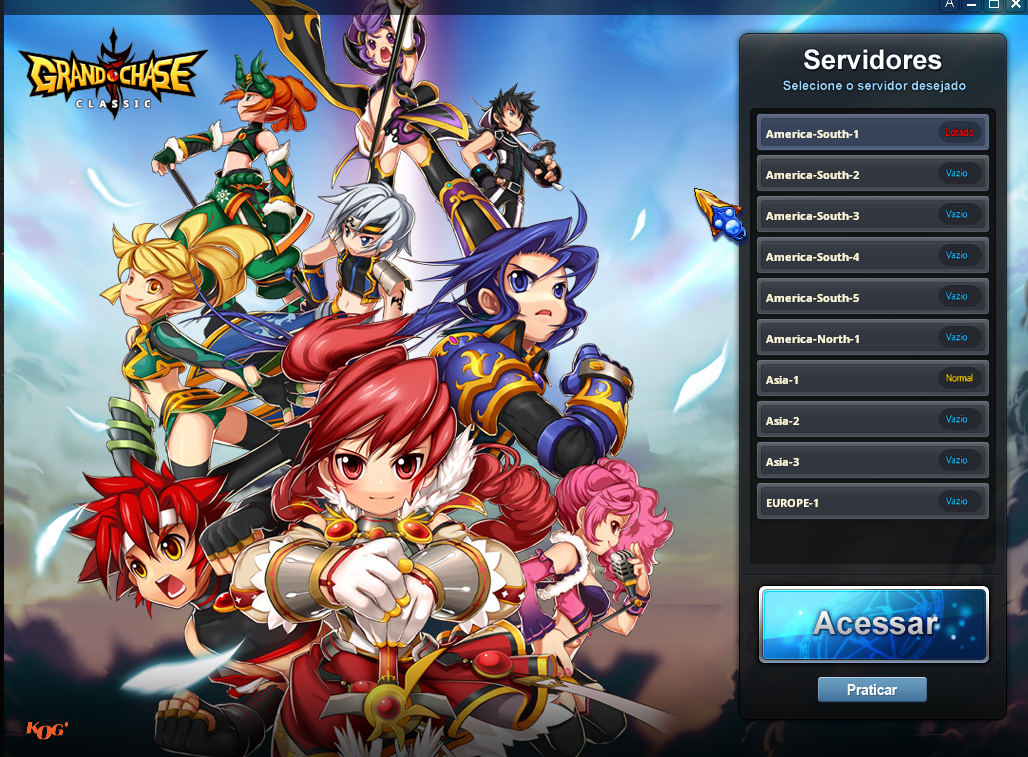 A
GRAND CHASE
CLASSIC
Servidores
Selecione o servidor desejado
America-South-1 Lotado
America-South-2 Vazio
America-South-3 Vazio
America-South-4 Vazio
America-South-5 Vazio
America-North-1 Vazio
Asia-1 Normal
Asia-2 Vazio
Asia-3 Vazio
EUROPE-1 Vazio
Acessar
Praticar
KOG'